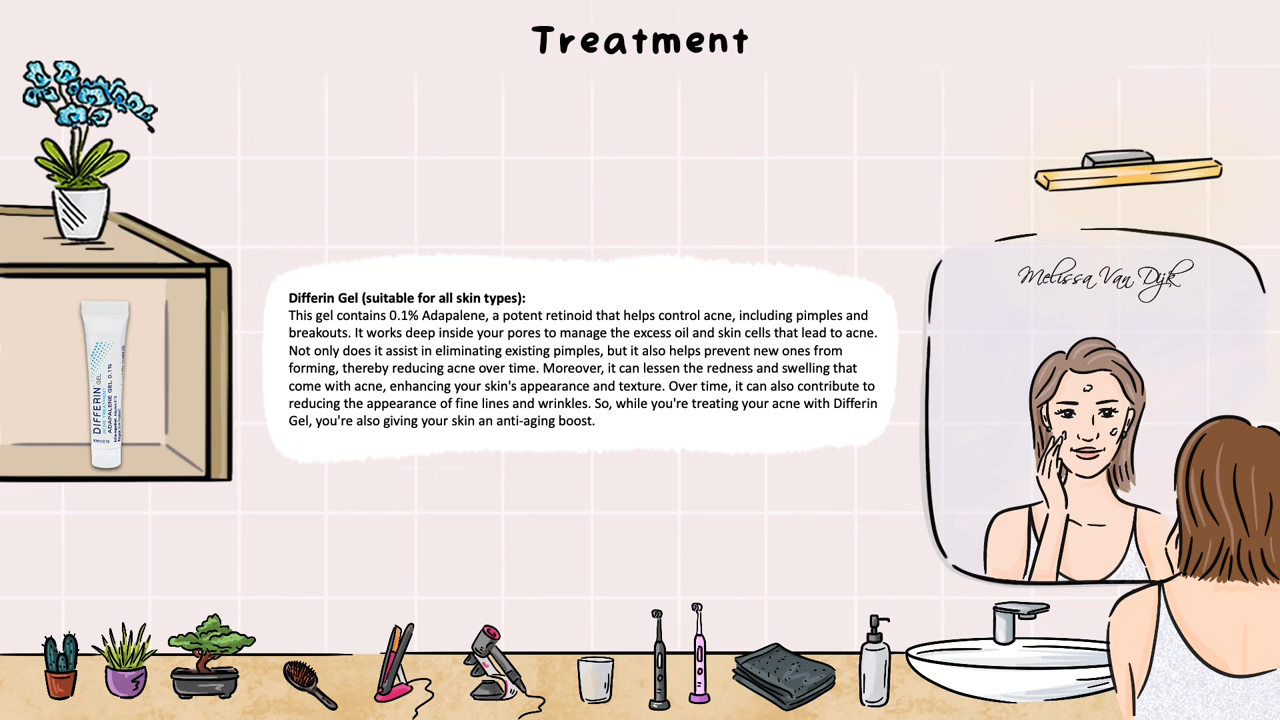 Treatment
Melissa Van Dijk
Differin Gel (suitable for all skin types):
This gel contains 0.1% Adapalene, a potent retinoid that helps control acne, including pimples and
breakouts. It works deep inside your pores to manage the excess oil and skin cells that lead to acne.
Not only does it assist in eliminating existing pimples, but it also helps prevent new ones from
forming, thereby reducing acne over time. Moreover, it can lessen the redness and swelling that
come with acne, enhancing your skin's appearance and texture. Over time, it can also contribute to
reducing the appearance of fine lines and wrinkles. So, while you're treating your acne with Differin
Gel, you're also giving your skin an anti-aging boost.
DIFFERIN GEL
ADAPALENE GEL 0.1%